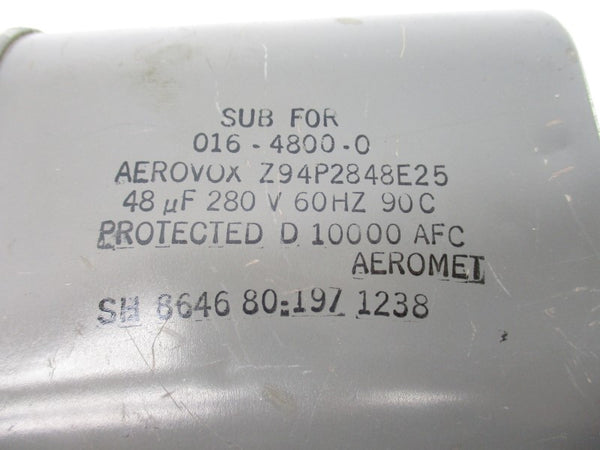 SUB FOR
016-4800-0
AEROVOX Z94P2848E25
48 µF 280 V 60HZ 90C
PROTECTED D 10000 AFC
AEROMET
SH 8646 80-197 1238